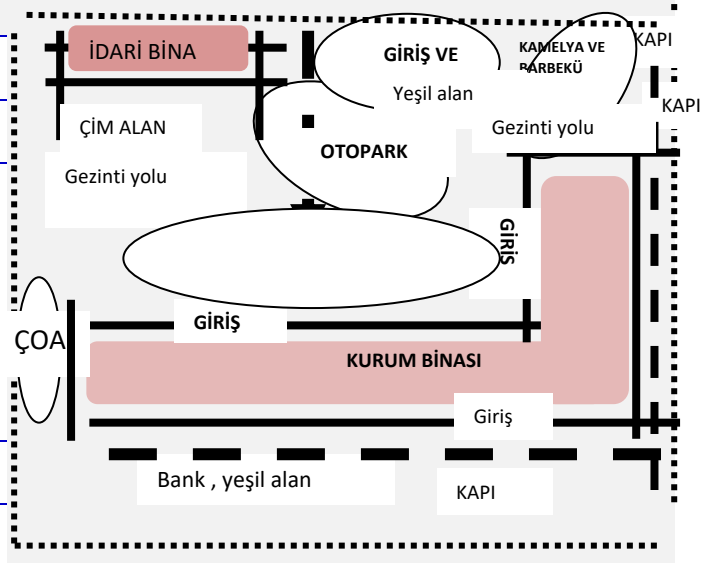 İDARİ BİNA
GİRİŞ VE
KAMELYA VE
BARBEKÜ
KAPI
Yeşil alan
KAPI
ÇİM ALAN
Gezinti yolu
OTOPARK
Gezinti yolu
GİRİŞ
GİRİŞ
ÇOA
KURUM BİNASI
Giriş
Bank , yeşil alan
KAPI